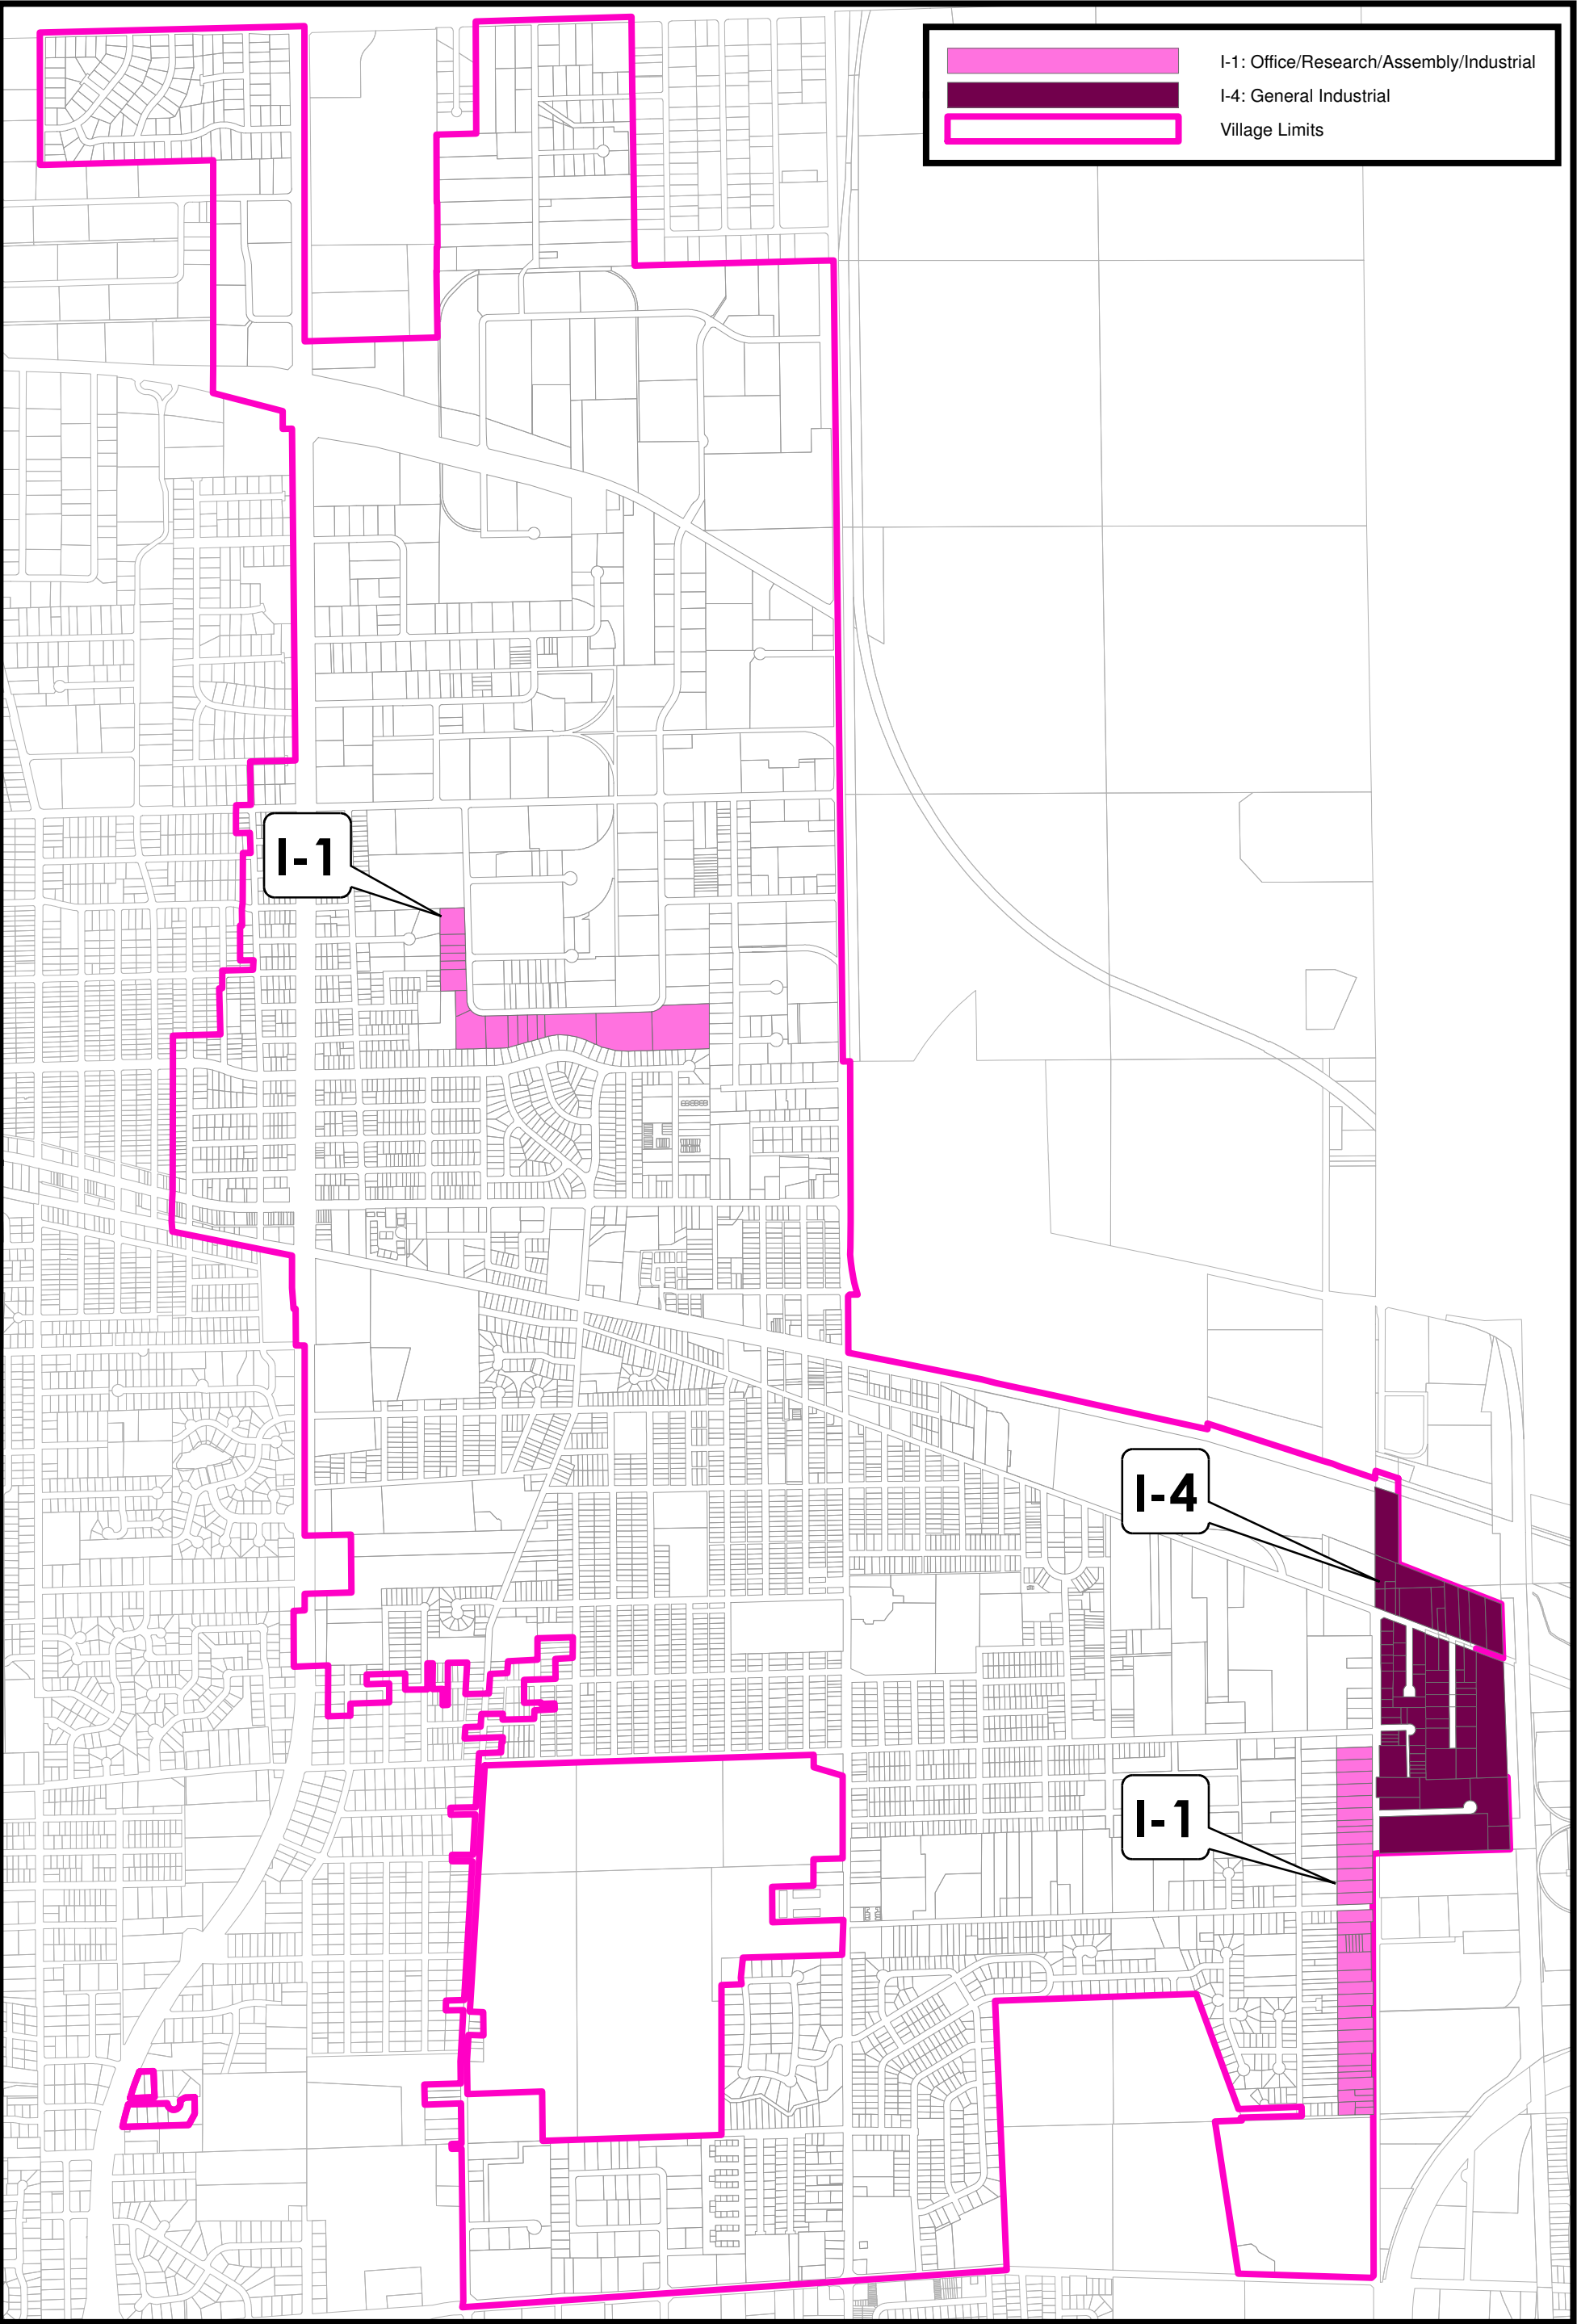 I-1: Office/Research/Assembly/Industrial
I-4: General Industrial
Village Limits
I-1
I-4
I-1